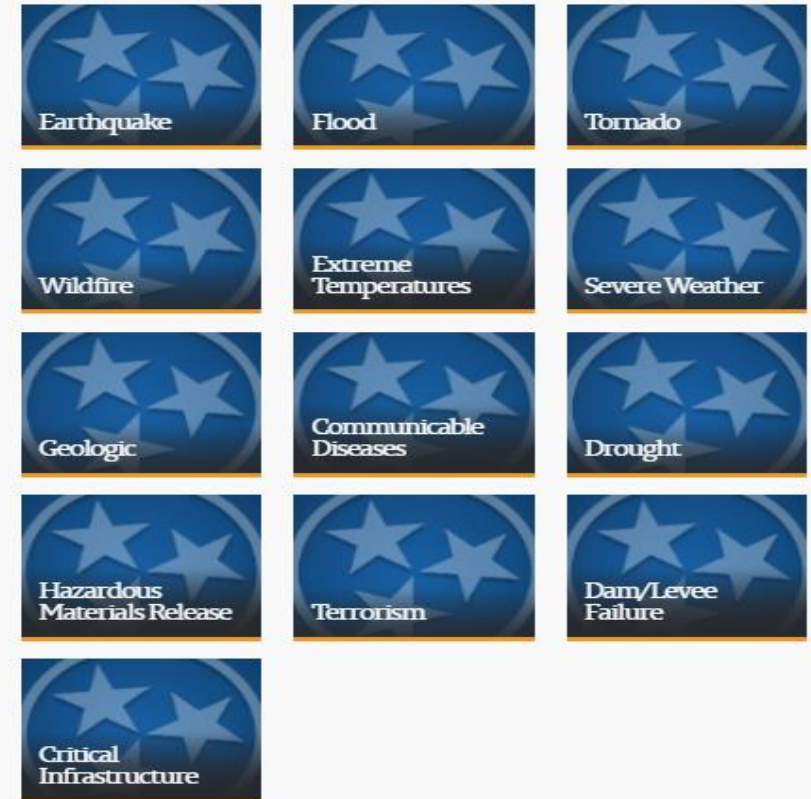 Earthquake
Flood
Tornado
Wildfire
Extreme
Temperatures
Severe Weather
Geologic
Communicable
Diseases
Drought
Hazardous
Materials Release
Terrorism
Dam/Levee
Failure
Critical
Infrastructure